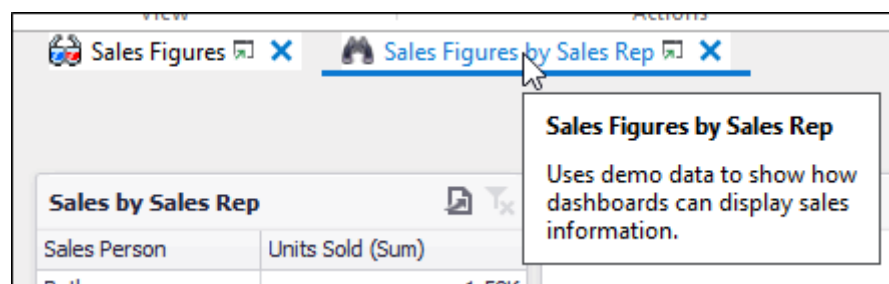 View Actions
Sales Figures Sales Figures by Sales Rep
Sales Figures by Sales Rep
Uses demo data to show how
dashboards can display sales
information.
Sales by Sales Rep
Sales Person Units Sold (Sum)